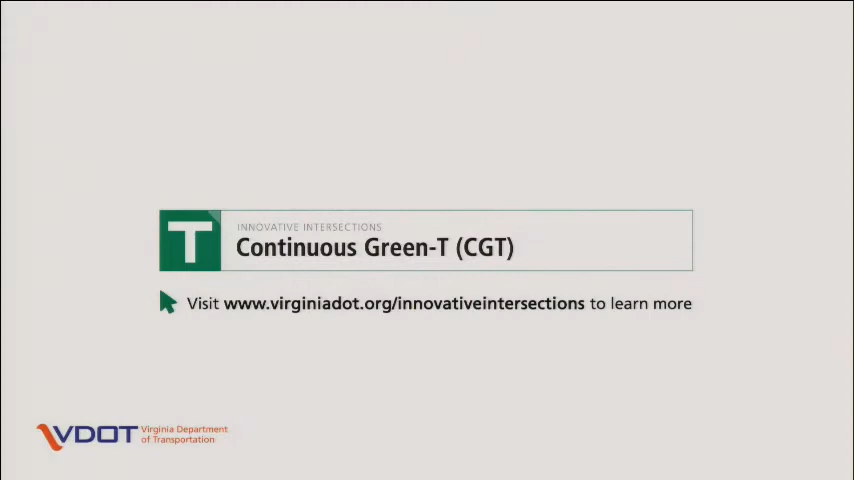 T
INNOVATIVE INTERSECTIONS
Continuous Green-T (CGT)
Visit www.virginiadot.org/innovativeintersections to learn more
VDOT Virginia Department
of Transportation